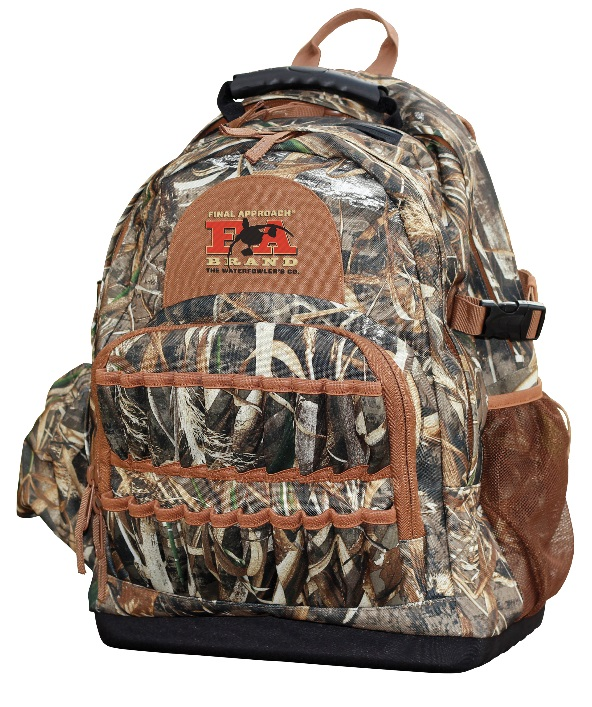 FINAL APPROACH®
FA
BRAND
THE WATERFOWLER'S CO.